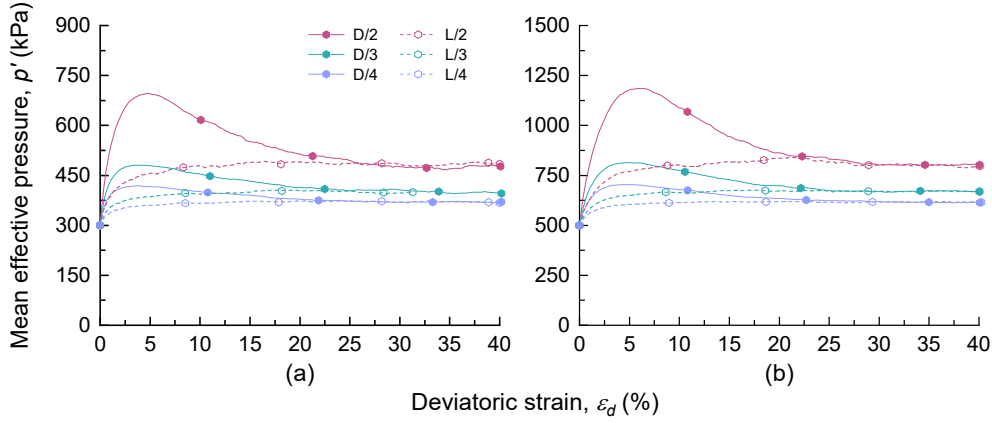 Mean effective pressure, p′ (kPa)
900
750
600
450
300
150
0
D/2
D/3
D/4
L/2
L/3
L/4
0 5 10 15 20 25 30 35 40
(a)
1500
1250
1000
750
500
250
0
0 5 10 15 20 25 30 35 40
(b)
Deviatoric strain, ε_d (%)